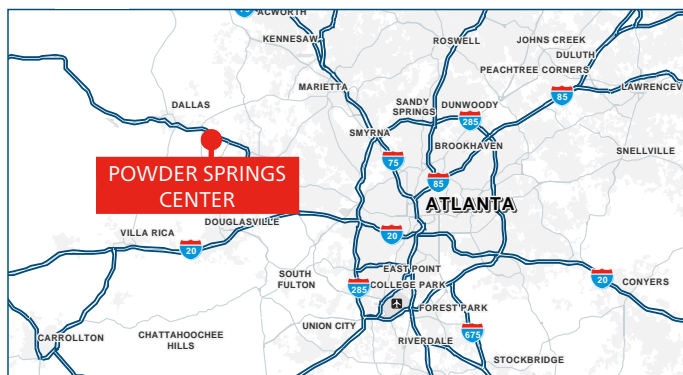 75
ACWORTH
KENNESAW
ROSWELL
JOHNS CREEK
DULUTH
PEACHTREE CORNERS
MARIETTA
85
LAWRENCEV
DALLAS
SANDY
SPRINGS
DUNWOODY
285
SMYRNA
BROOKHAVEN
SNELLVILLE
75
POWDER SPRINGS
CENTER
85
ATLANTA
DOUGLASVILLE
VILLA RICA
20
20
SOUTH
FULTON
EAST POINT
COLLEGE PARK
285
20
CONYERS
FOREST PARK
UNION CITY
CARROLLTON
CHATTAHOOCHEE
HILLS
RIVERDALE
675
STOCKBRIDGE